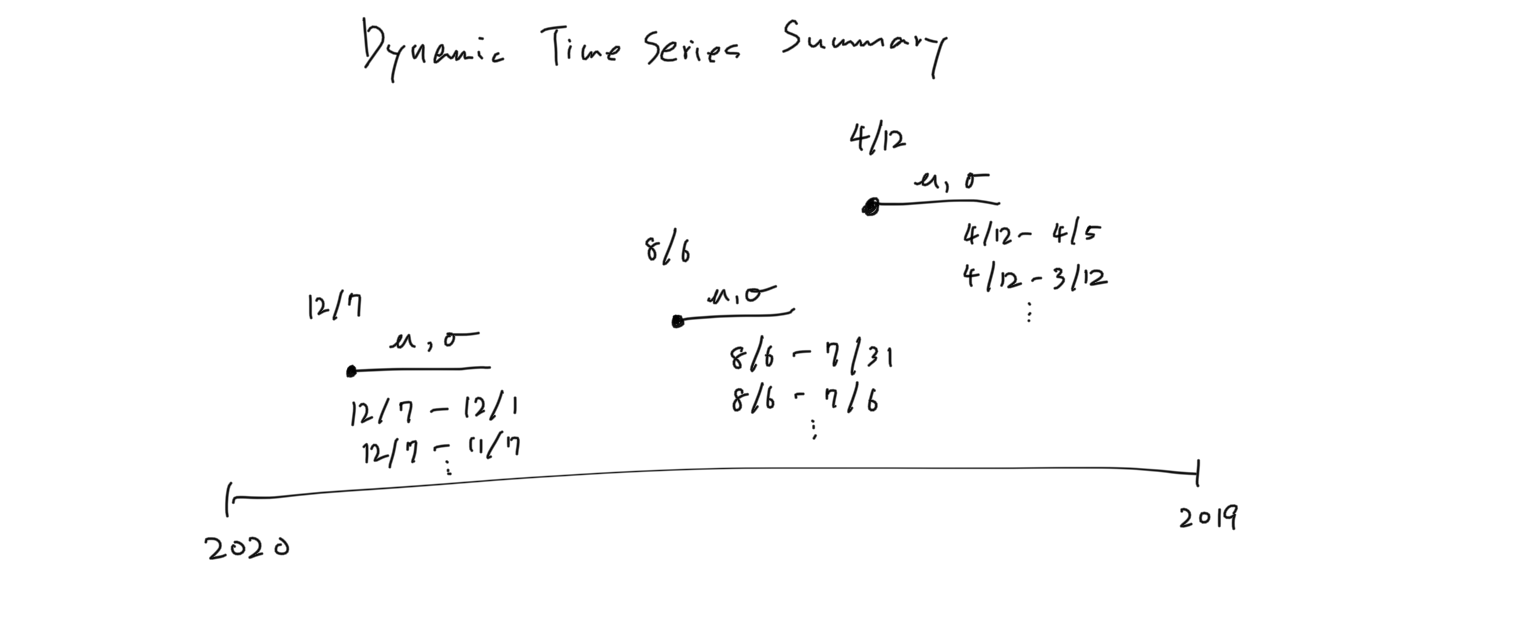 Dynamic Time Series Summary
4/12
μ, σ
4/12 - 4/5
4/12 - 3/12
⋮
8/6
μ, σ
8/6 - 7/31
8/6 - 7/6
⋮
12/7
μ, σ
12/7 - 12/1
12/7 - 11/7
⋮
2020
2019